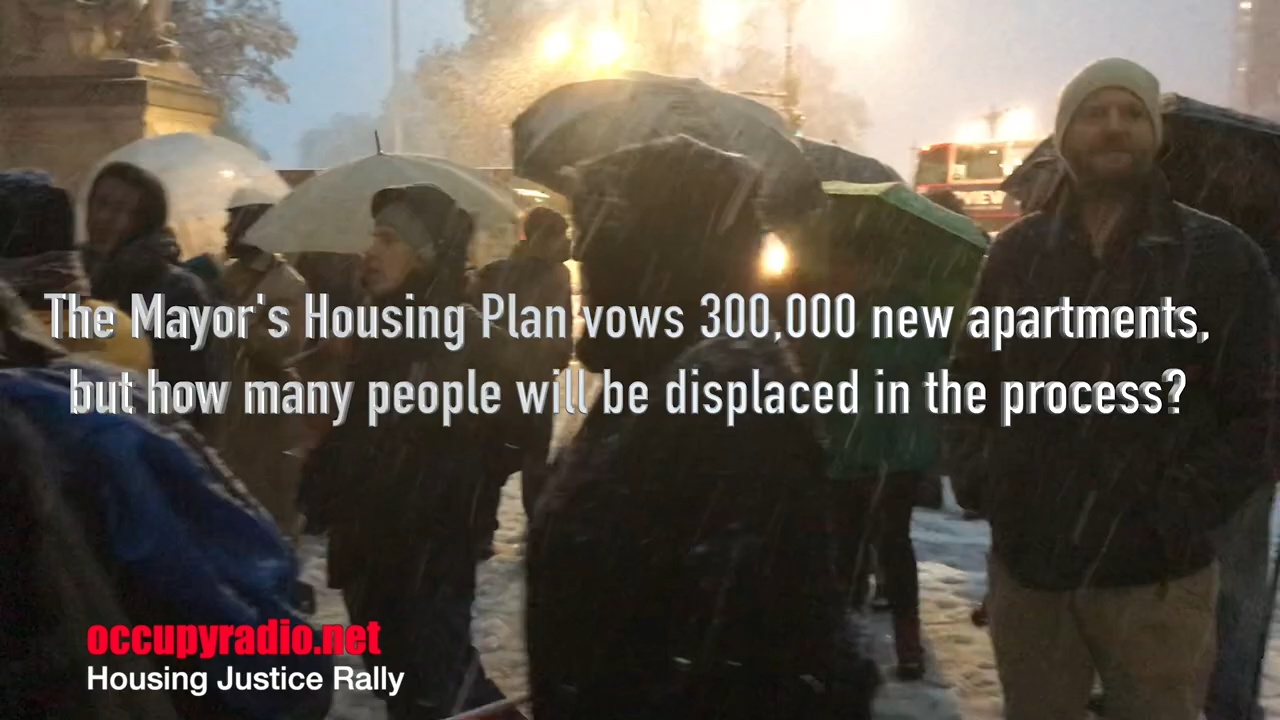 The Mayor's Housing Plan vows 300,000 new apartments,
but how many people will be displaced in the process?
occupyradio.net
Housing Justice Rally